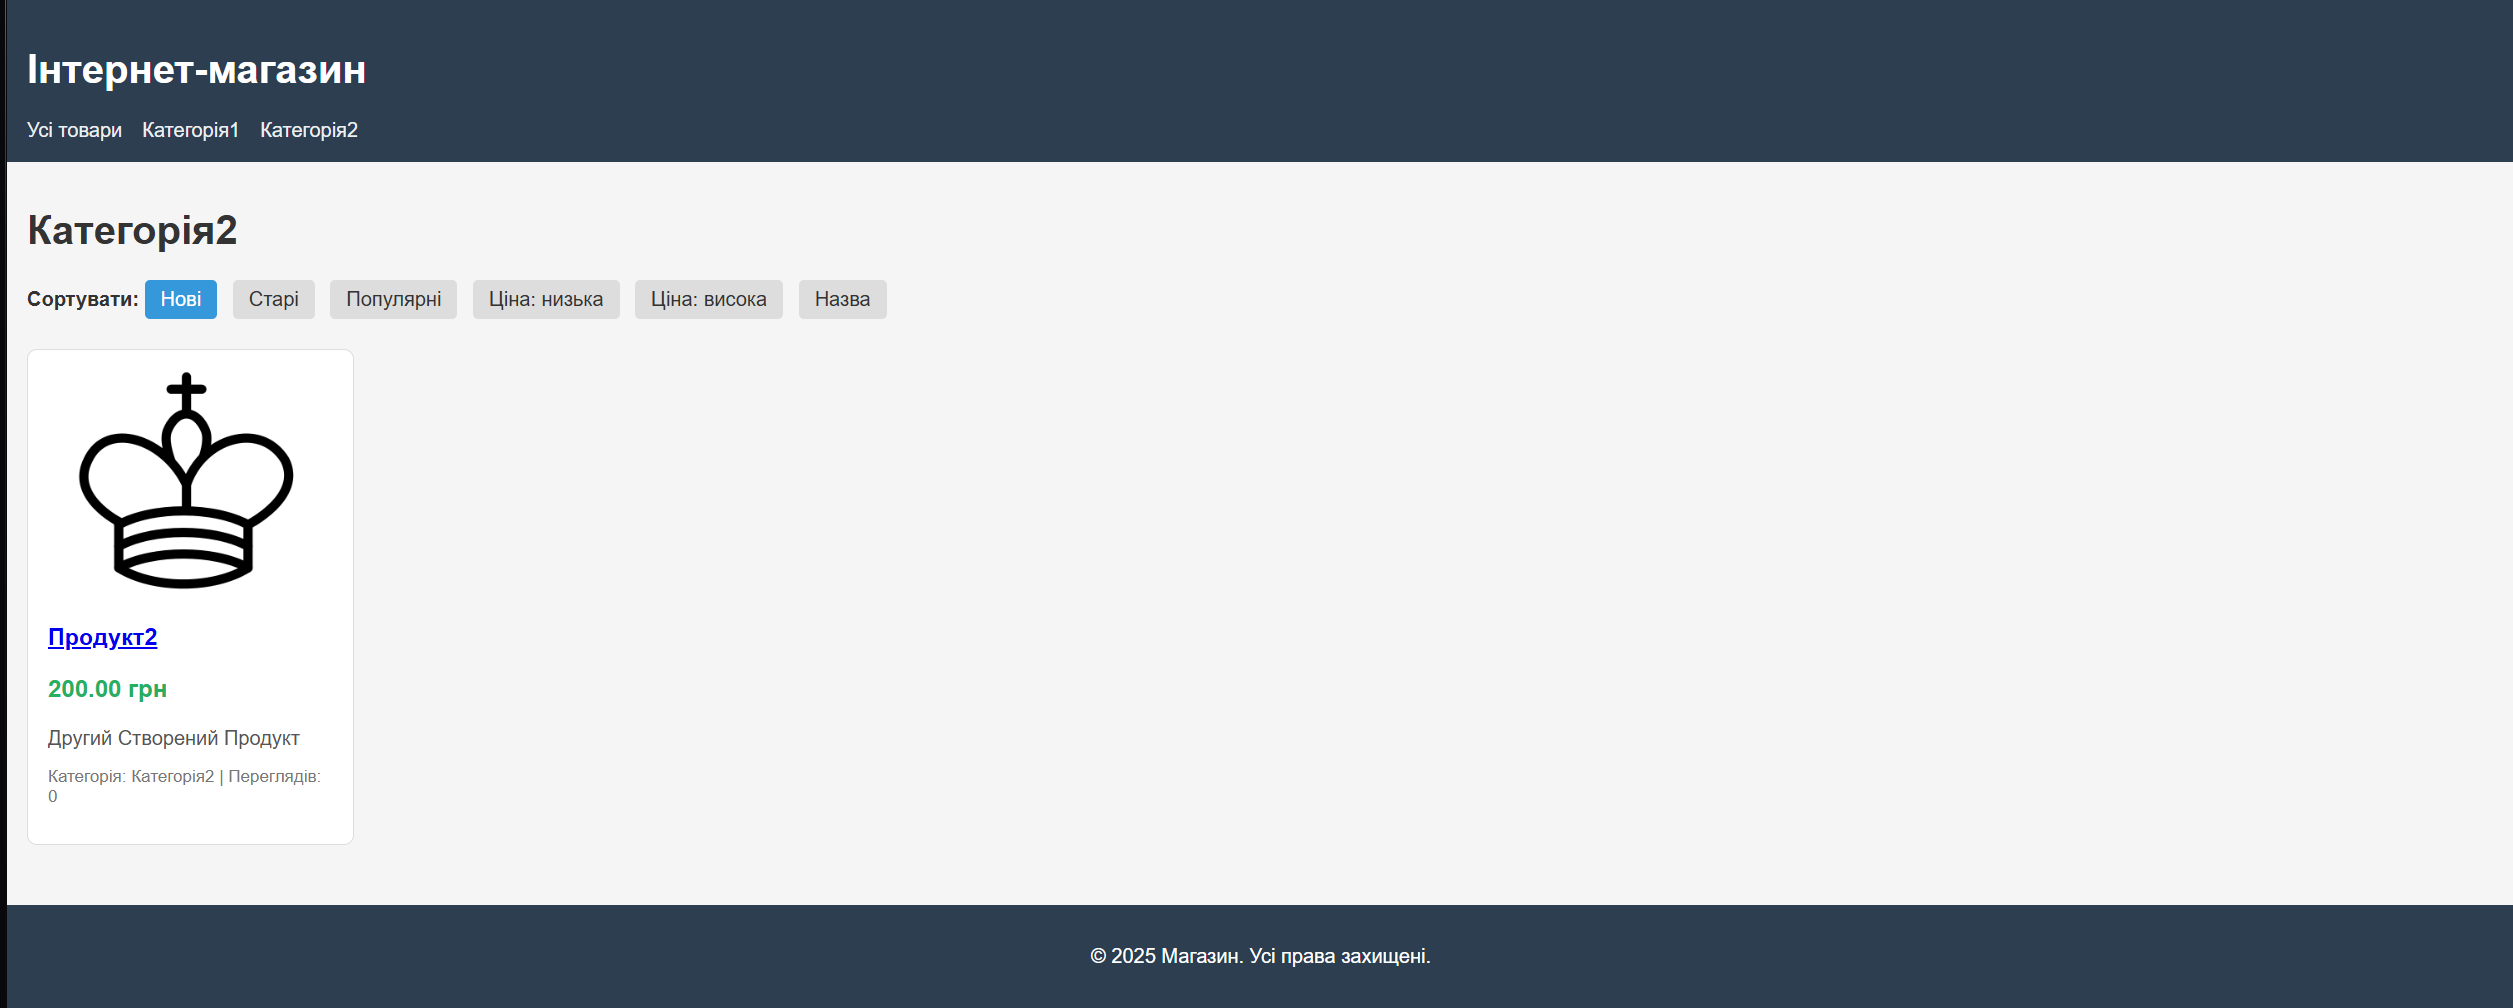 Інтернет-магазин
Усі товари Категорія1 Категорія2
Категорія2
Сортувати: Нові Старі Популярні Ціна: низька Ціна: висока Назва
Продукт2
200.00 грн
Другий Створений Продукт
Категорія: Категорія2 | Переглядів:
0
© 2025 Магазин. Усі права захищені.